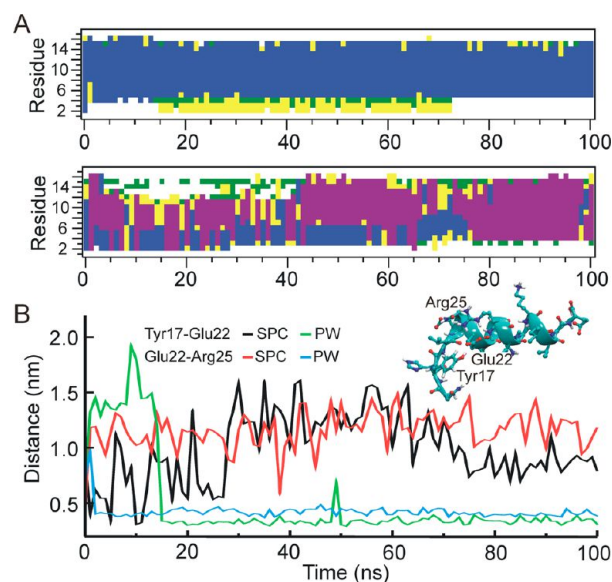 A
Residue
14
10
6
2
0 20 40 60 80 100
Residue
14
10
6
2
0 20 40 60 80 100
B
Distance (nm)
2.0
1.5
1.0
0.5
Tyr17-Glu22 SPC PW
Glu22-Arg25 SPC PW
Arg25
Glu22
Tyr17
0 20 40 60 80 100
Time (ns)